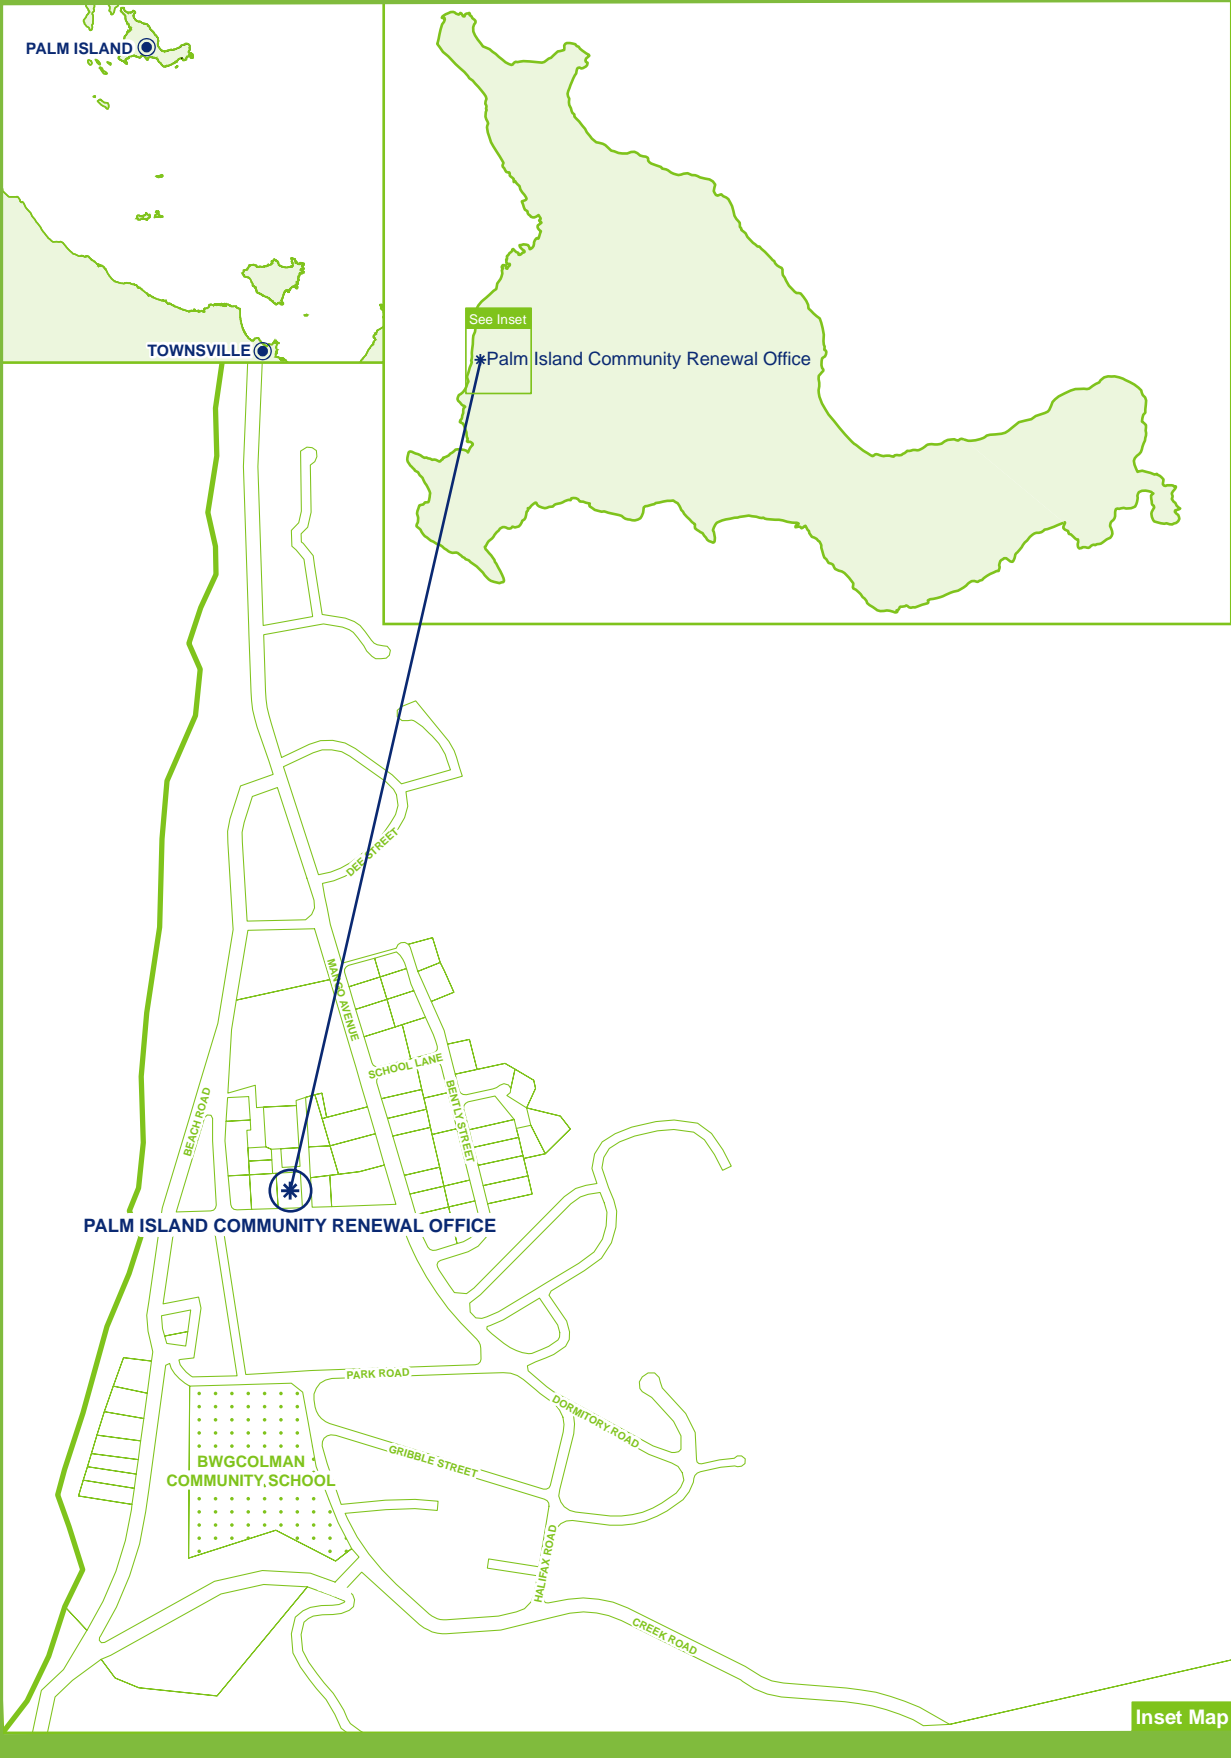 PALM ISLAND
TOWNSVILLE
See Inset
Palm Island Community Renewal Office
DEE STREET
MANGO AVENUE
SCHOOL LANE
BENTLY STREET
BEACH ROAD
PALM ISLAND COMMUNITY RENEWAL OFFICE
PARK ROAD
DORMITORY ROAD
GRIBBLE STREET
BWGCOLMAN
COMMUNITY SCHOOL
HALIFAX ROAD
CREEK ROAD
Inset Map